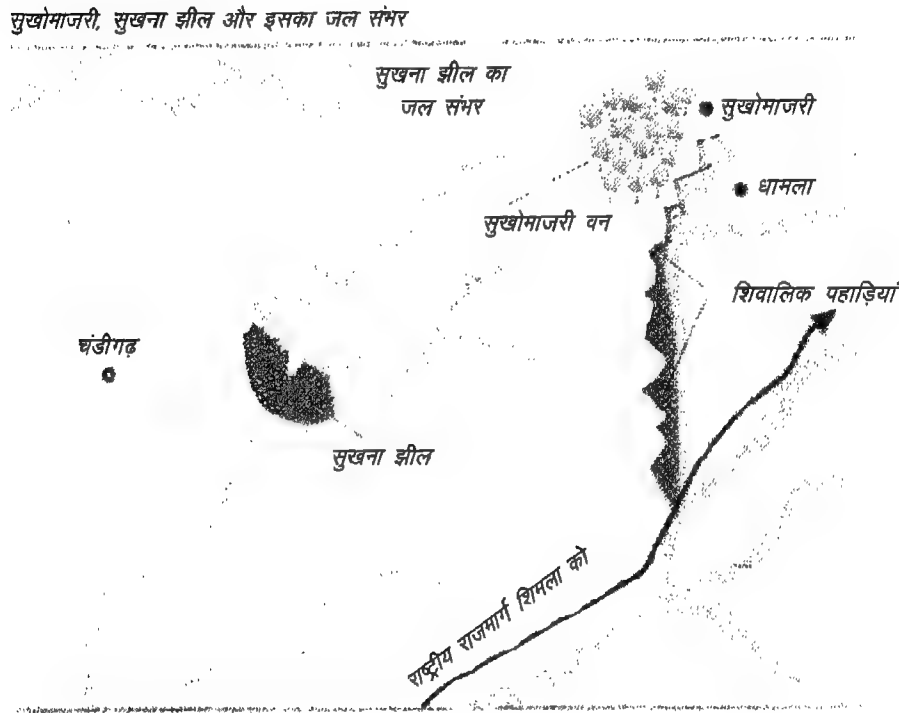 सुखोमाजरी, सुखना झील और इसका जल संभर
सुखना झील का
जल संभर
सुखोमाजरी
धामला
सुखोमाजरी वन
शिवालिक पहाड़ियां
चंडीगढ़
सुखना झील
राष्ट्रीय राजमार्ग शिमला को